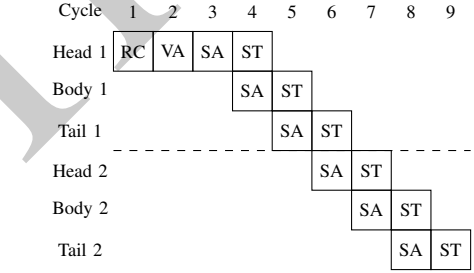 Cycle 1 2 3 4 5 6 7 8 9
Head 1 RC VA SA ST
Body 1 SA ST
Tail 1 SA ST
Head 2 SA ST
Body 2 SA ST
Tail 2 SA ST